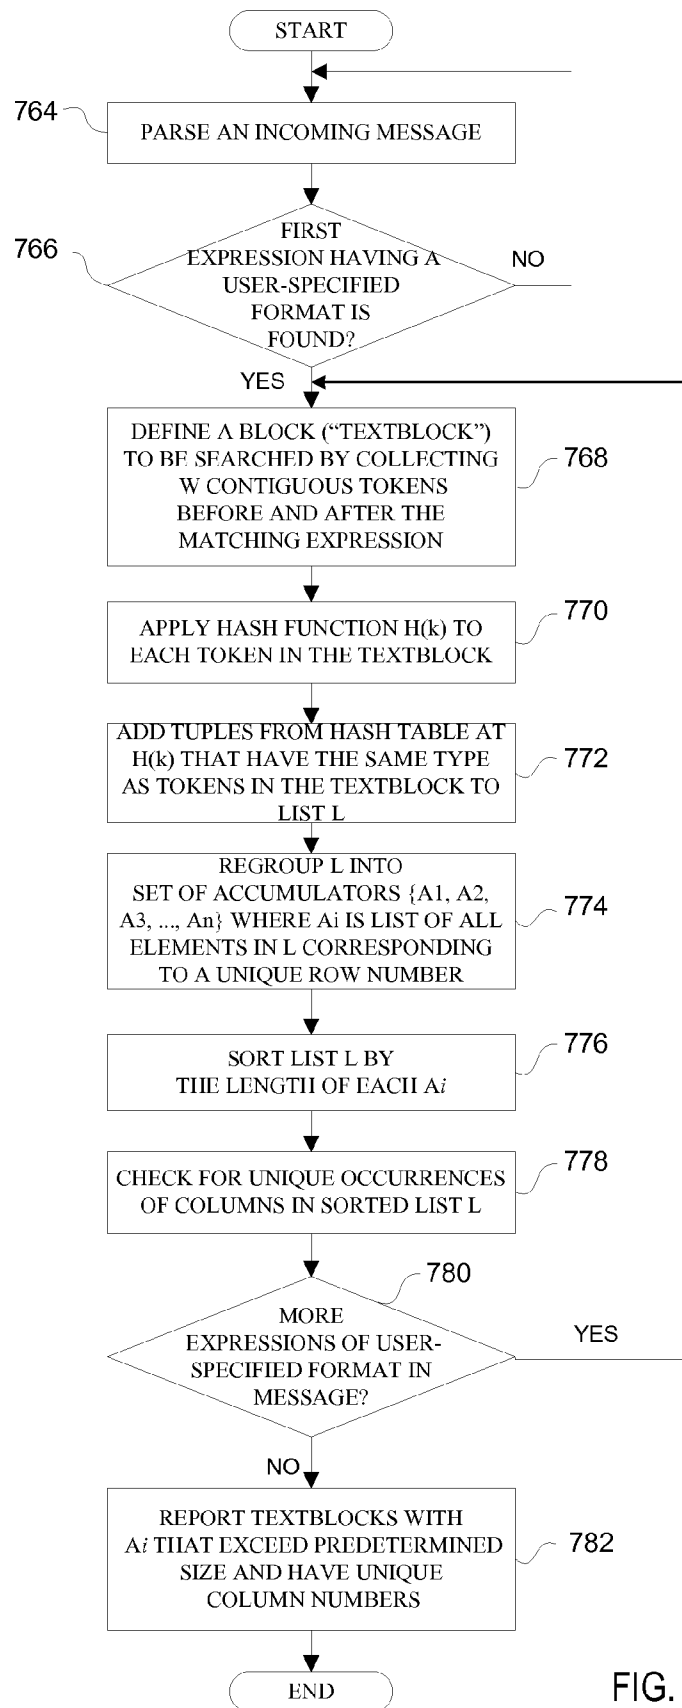 START
764
PARSE AN INCOMING MESSAGE
766
FIRST
EXPRESSION HAVING A
USER-SPECIFIED
FORMAT IS
FOUND?
NO
YES
DEFINE A BLOCK (“TEXTBLOCK”)
TO BE SEARCHED BY COLLECTING
W CONTIGUOUS TOKENS
BEFORE AND AFTER THE
MATCHING EXPRESSION
768
APPLY HASH FUNCTION H(k) TO
EACH TOKEN IN THE TEXTBLOCK
770
ADD TUPLES FROM HASH TABLE AT
H(k) THAT HAVE THE SAME TYPE
AS TOKENS IN THE TEXTBLOCK TO
LIST L
772
REGROUP L INTO
SET OF ACCUMULATORS {A1, A2,
A3, ..., An} WHERE Ai IS LIST OF ALL
ELEMENTS IN L CORRESPONDING
TO A UNIQUE ROW NUMBER
774
SORT LIST L BY
THE LENGTH OF EACH Ai
776
CHECK FOR UNIQUE OCCURRENCES
OF COLUMNS IN SORTED LIST L
778
780
MORE
EXPRESSIONS OF USER-
SPECIFIED FORMAT IN
MESSAGE?
YES
NO
REPORT TEXTBLOCKS WITH
Ai THAT EXCEED PREDETERMINED
SIZE AND HAVE UNIQUE
COLUMN NUMBERS
782
END
FIG.